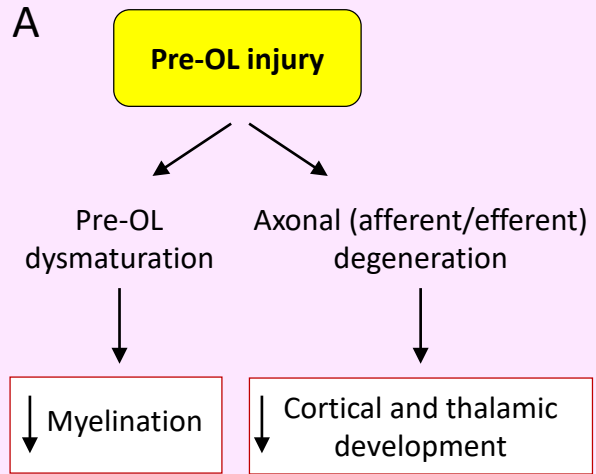 A
Pre-OL injury
Pre-OL
dysmaturation
Axonal (afferent/efferent)
degeneration
Myelination
Cortical and thalamic
development